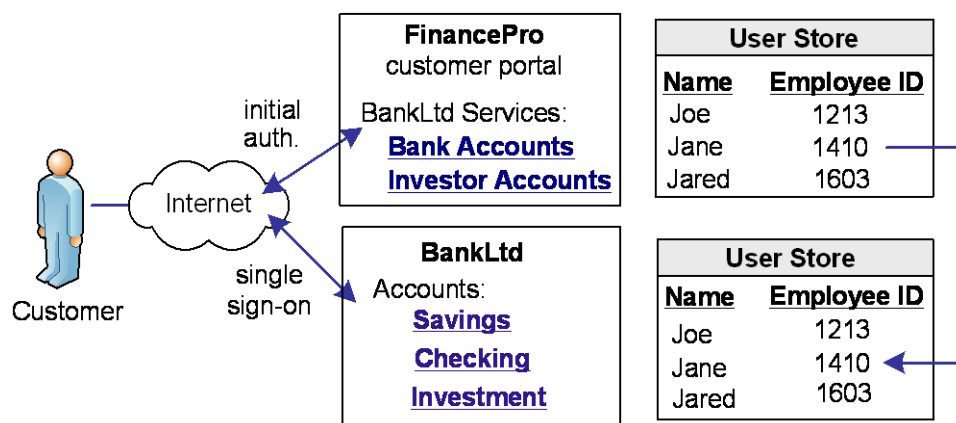 FinancePro
customer portal
BankLtd Services:
Bank Accounts
Investor Accounts
User Store
Name Employee ID
Joe 1213
Jane 1410
Jared 1603
initial
auth.
Internet
Customer
single
sign-on
BankLtd
Accounts:
Savings
Checking
Investment
User Store
Name Employee ID
Joe 1213
Jane 1410
Jared 1603